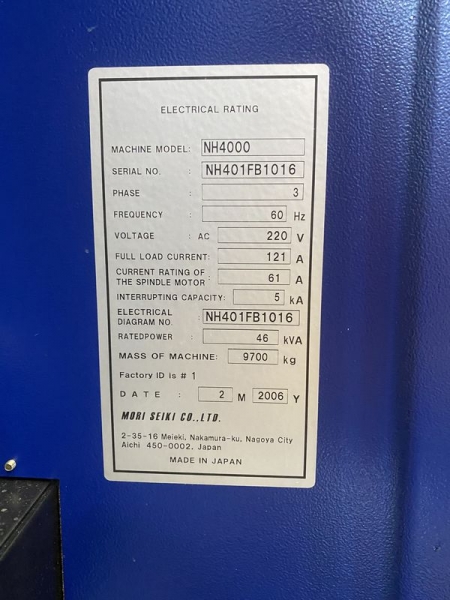 ELECTRICAL RATING
MACHINE MODEL: NH4000
SERIAL NO. : NH401FB1016
PHASE : 3
FREQUENCY : 60 Hz
VOLTAGE : AC 220 V
FULL LOAD CURRENT: 121 A
CURRENT RATING OF
THE SPINDLE MOTOR : 61 A
INTERRUPTING CAPACITY: 5 kA
ELECTRICAL
DIAGRAM NO. : NH401FB1016
RATEDPOWER : 46 kVA
MASS OF MACHINE: 9700 kg
Factory ID Is # 1
DATE : 2 M 2006 Y
MORI SEIKI CO.,LTD.
2-35-16 Meieki, Nakamura-ku, Nagoya City
Aichi 450-0002, Japan
MADE IN JAPAN